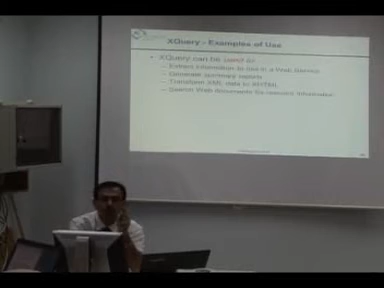 XQuery - Examples of Use
• XQuery can be used to:
– Extract information to use in a Web Service
– Generate summary reports
– Transform XML data to XHTML
– Search Web documents for relevant information